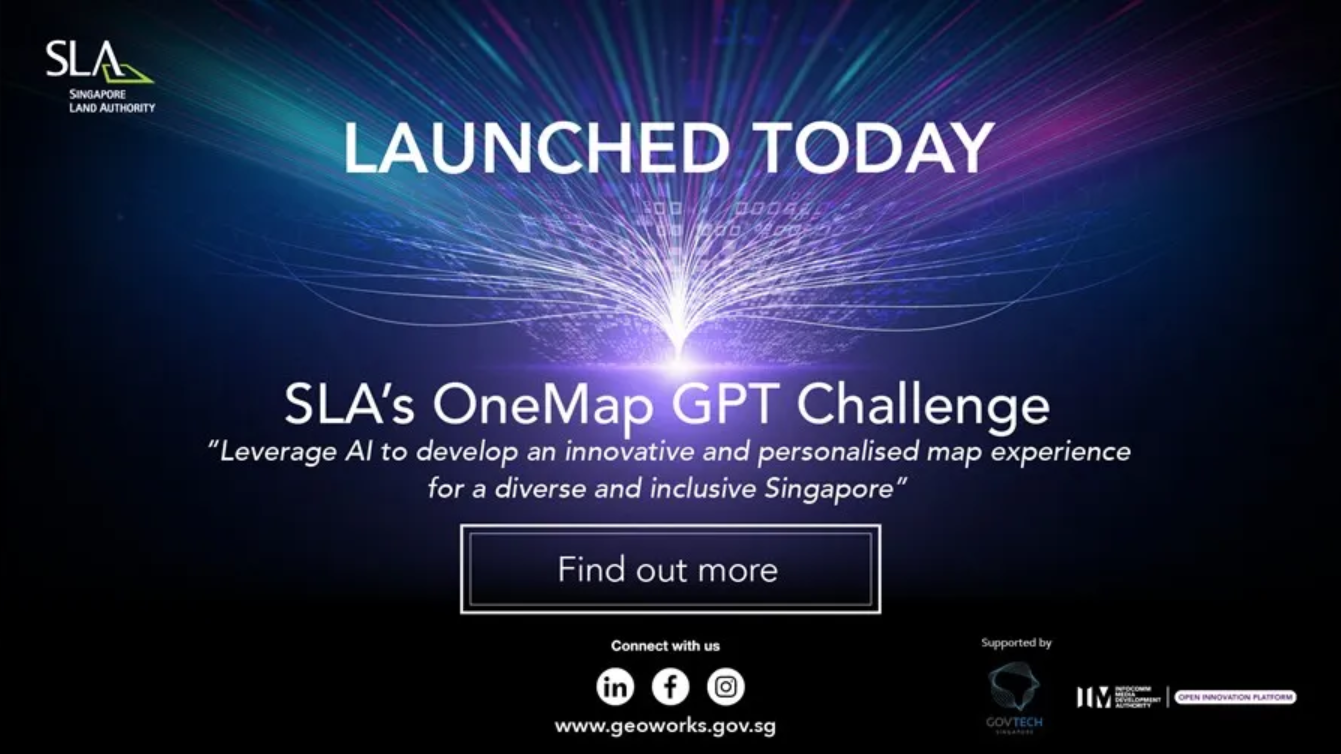 SLA
SINGAPORE
LAND AUTHORITY
LAUNCHED TODAY
SLA's OneMap GPT Challenge
"Leverage AI to develop an innovative and personalised map experience
for a diverse and inclusive Singapore"
Find out more
Connect with us
in f
www.geoworks.gov.sg
Supported by
GOVTECH
SINGAPORE
INFOCOMM
MEDIA
DEVELOPMENT
AUTHORITY
OPEN INNOVATION PLATFORM